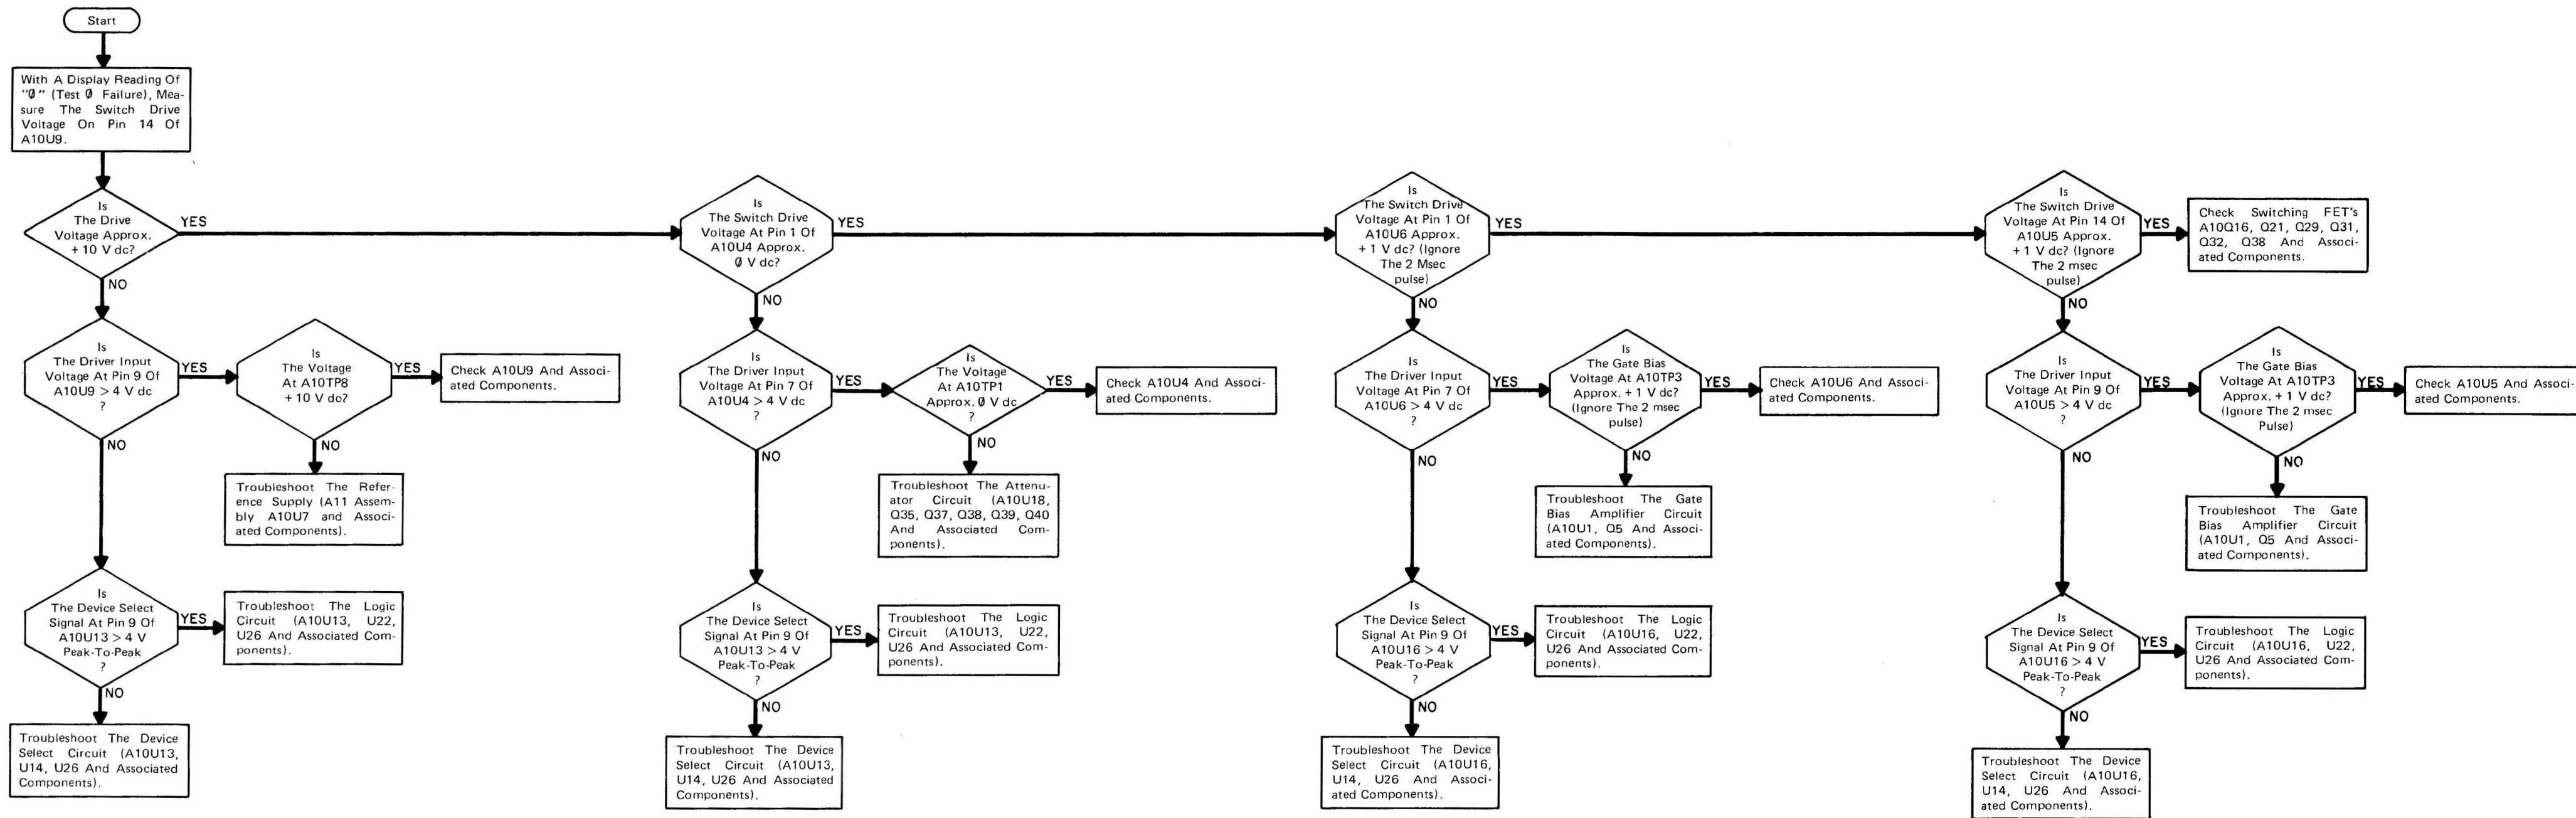 Start
With A Display Reading Of
"0̸" (Test 0̸ Failure), Mea-
sure The Switch Drive
Voltage On Pin 14 Of
A10U9.
Is
The Drive
Voltage Approx.
+ 10 V dc?
YES
NO
Is
The Driver Input
Voltage At Pin 9 Of
A10U9 > 4 V dc
?
YES
NO
Is
The Voltage
At A10TP8
+ 10 V dc?
YES
NO
Check A10U9 And Associ-
ated Components.
Troubleshoot The Refer-
ence Supply (A11 Assem-
bly A10U7 and Associ-
ated Components).
Is
The Device Select
Signal At Pin 9 Of
A10U13 > 4 V
Peak-To-Peak
?
YES
NO
Troubleshoot The Logic
Circuit (A10U13, U22,
U26 And Associated Com-
ponents).
Troubleshoot The Device
Select Circuit (A10U13,
U14, U26 And Associated
Components).
Is
The Switch Drive
Voltage At Pin 1 Of
A10U4 Approx.
0̸ V dc?
YES
NO
Is
The Driver Input
Voltage At Pin 7 Of
A10U4 > 4 V dc
?
YES
NO
Is
The Voltage
At A10TP1
Approx. 0̸ V dc
?
YES
NO
Check A10U4 And Associ-
ated Components.
Troubleshoot The Attenu-
ator Circuit (A10U18,
Q35, Q37, Q38, Q39, Q40
And Associated Com-
ponents).
Is
The Device Select
Signal At Pin 9 Of
A10U13 > 4 V
Peak-To-Peak
?
YES
NO
Troubleshoot The Logic
Circuit (A10U13, U22,
U26 And Associated Com-
ponents).
Troubleshoot The Device
Select Circuit (A10U13,
U14, U26 And Associated
Components).
Is
The Switch Drive
Voltage At Pin 1 Of
A10U6 Approx.
+ 1 V dc? (Ignore
The 2 Msec
pulse)
YES
NO
Is
The Driver Input
Voltage At Pin 7 Of
A10U6 > 4 V dc
?
YES
NO
Is
The Gate Bias
Voltage At A10TP3
Approx. + 1 V dc?
(Ignore The 2 msec
pulse)
YES
NO
Check A10U6 And Associ-
ated Components.
Troubleshoot The Gate
Bias Amplifier Circuit
(A10U1, Q5 And Associ-
ated Components).
Is
The Device Select
Signal At Pin 9 Of
A10U16 > 4 V
Peak-To-Peak
?
YES
NO
Troubleshoot The Logic
Circuit (A10U16, U22,
U26 And Associated Com-
ponents).
Troubleshoot The Device
Select Circuit (A10U16,
U14, U26 And Associ-
ated Components).
Is
The Switch Drive
Voltage At Pin 14 Of
A10U5 Approx.
+ 1 V dc? (Ignore
The 2 msec
pulse)
YES
NO
Check Switching FET's
A10Q16, Q21, Q29, Q31,
Q32, Q38 And Associ-
ated Components.
Is
The Driver Input
Voltage At Pin 9 Of
A10U5 > 4 V dc
?
YES
NO
Is
The Gate Bias
Voltage At A10TP3
Approx. + 1 V dc?
(Ignore The 2 msec
Pulse)
YES
NO
Check A10U5 And Associ-
ated Components.
Troubleshoot The Gate
Bias Amplifier Circuit
(A10U1, Q5 And Associ-
ated Components).
Is
The Device Select
Signal At Pin 9 Of
A10U16 > 4 V
Peak-To-Peak
?
YES
NO
Troubleshoot The Logic
Circuit (A10U16, U22,
U26 And Associated Com-
ponents).
Troubleshoot The Device
Select Circuit (A10U16,
U14, U26 And Associ-
ated Components).